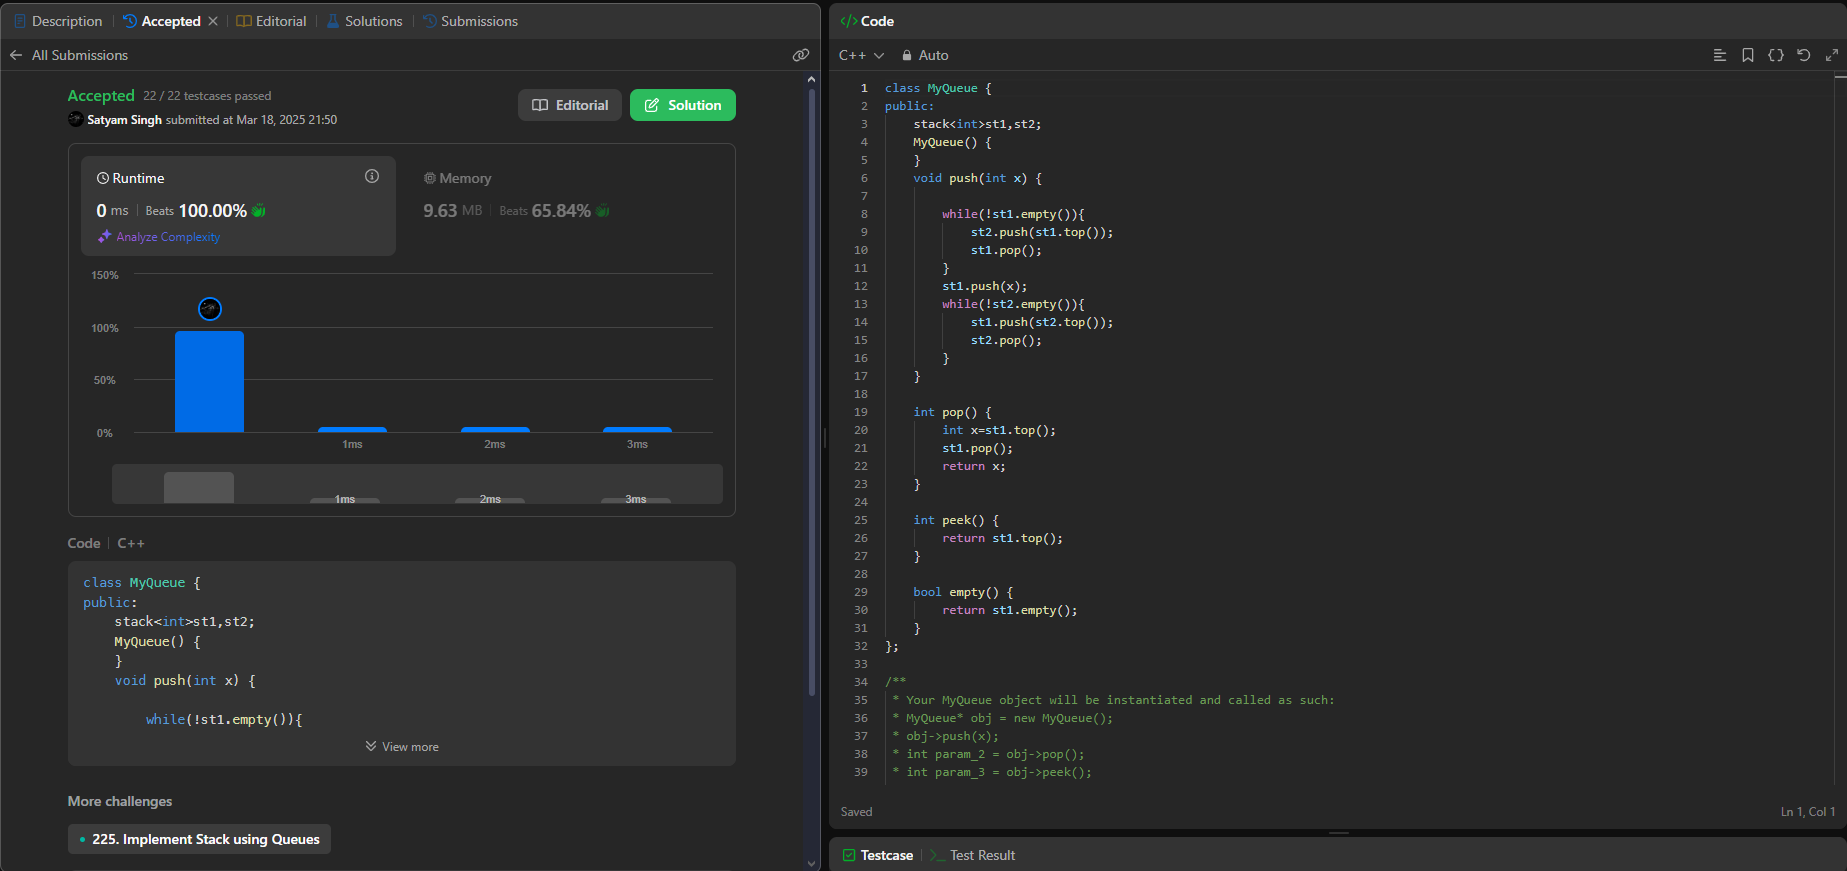 Description
Accepted
Editorial
Solutions
Submissions
All Submissions
Accepted 22 / 22 testcases passed
Satyam Singh submitted at Mar 18, 2025 21:50
Editorial
Solution
Runtime
0 ms | Beats 100.00%
Analyze Complexity
Memory
9.63 MB | Beats 65.84%
150%
100%
50%
0%
1ms
2ms
3ms
1ms
2ms
3ms
Code | C++
class MyQueue {
public:
    stack<int>st1,st2;
    MyQueue() {
    }
    void push(int x) {
        while(!st1.empty()){
View more
More challenges
225. Implement Stack using Queues
</> Code
C++
Auto
1 class MyQueue {
2 public:
3     stack<int>st1,st2;
4     MyQueue() {
5     }
6     void push(int x) {
7
8         while(!st1.empty()){
9             st2.push(st1.top());
10             st1.pop();
11         }
12         st1.push(x);
13         while(!st2.empty()){
14             st1.push(st2.top());
15             st2.pop();
16         }
17     }
18
19     int pop() {
20         int x=st1.top();
21         st1.pop();
22         return x;
23     }
24
25     int peek() {
26         return st1.top();
27     }
28
29     bool empty() {
30         return st1.empty();
31     }
32 };
33
34 /**
35  * Your MyQueue object will be instantiated and called as such:
36  * MyQueue* obj = new MyQueue();
37  * obj->push(x);
38  * int param_2 = obj->pop();
39  * int param_3 = obj->peek();
Saved
Ln 1, Col 1
Testcase
Test Result